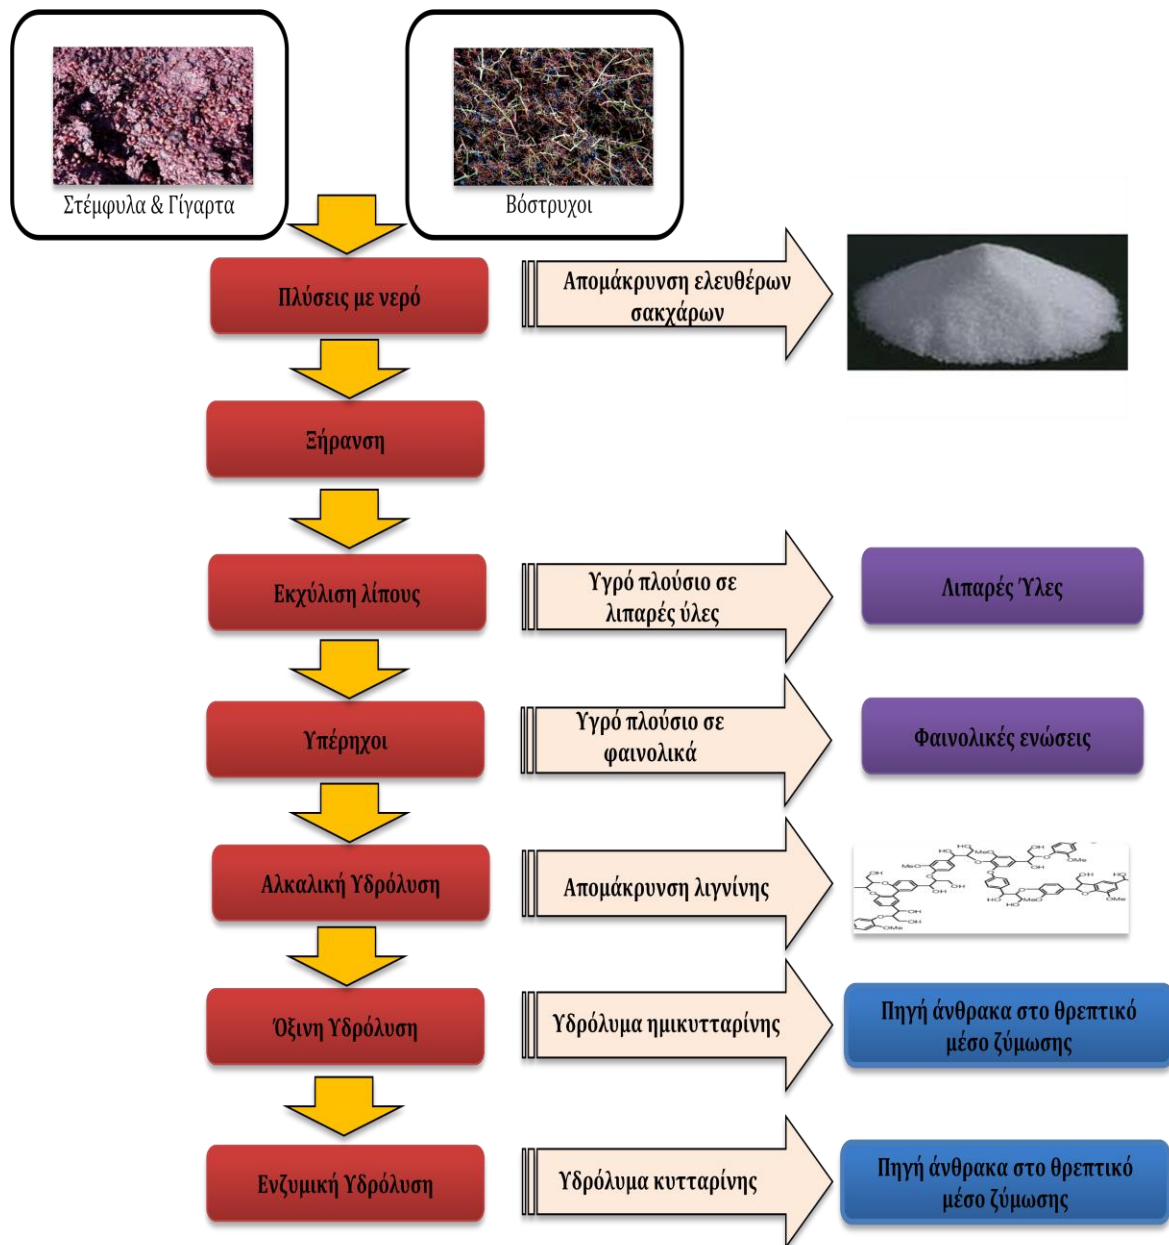 Στέμφυλα & Γίγαρτα
Βόστρυχοι
Πλύσεις με νερό
Απομάκρυνση ελευθέρων
σακχάρων
Ξήρανση
Εκχύλιση λίπους
Υγρό πλούσιο σε
λιπαρές ύλες
Λιπαρές Ύλες
Υπέρηχοι
Υγρό πλούσιο σε
φαινολικά
Φαινολικές ενώσεις
Αλκαλική Υδρόλυση
Απομάκρυνση λιγνίνης
Όξινη Υδρόλυση
Υδρόλυμα ημικυτταρίνης
Πηγή άνθρακα στο θρεπτικό
μέσο ζύμωσης
Ενζυμική Υδρόλυση
Υδρόλυμα κυτταρίνης
Πηγή άνθρακα στο θρεπτικό
μέσο ζύμωσης